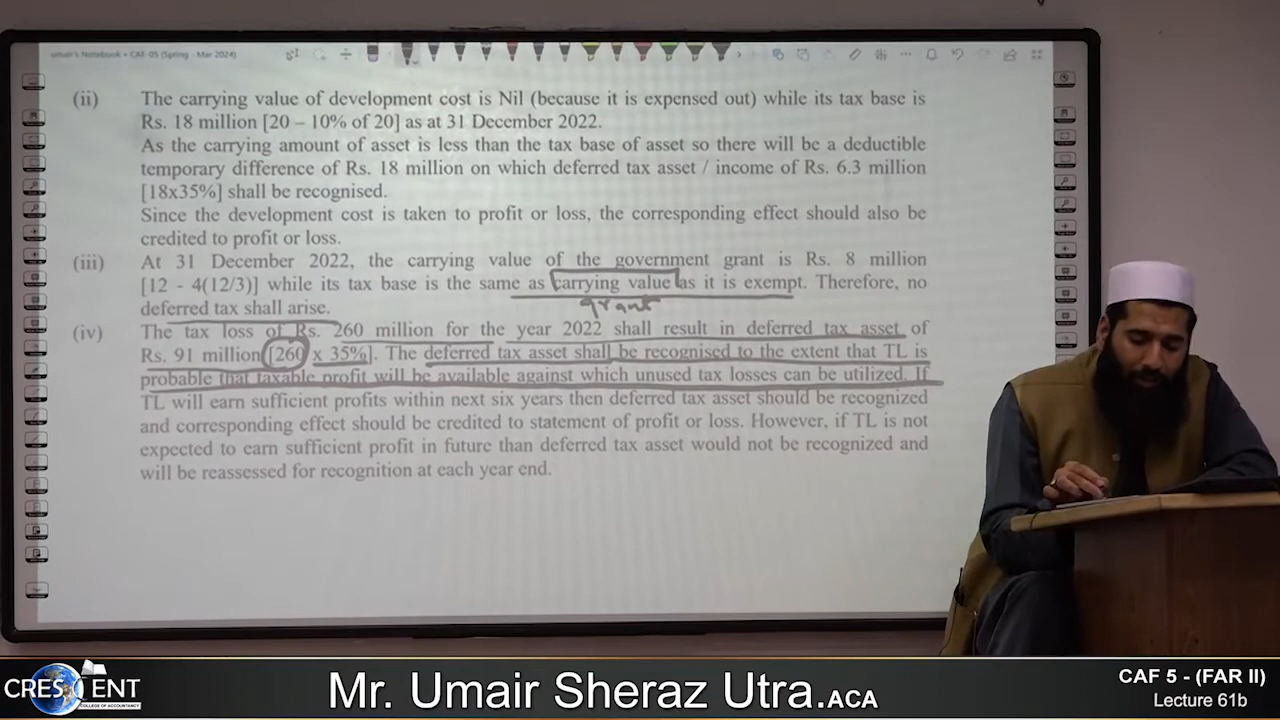 umair's Notebook • CAF-05 (Spring - Mar 2024)
(ii) The carrying value of development cost is Nil (because it is expensed out) while its tax base is
Rs. 18 million [20 – 10% of 20] as at 31 December 2022.
As the carrying amount of asset is less than the tax base of asset so there will be a deductible
temporary difference of Rs. 18 million on which deferred tax asset / income of Rs. 6.3 million
[18x35%] shall be recognised.
Since the development cost is taken to profit or loss, the corresponding effect should also be
credited to profit or loss.
(iii) At 31 December 2022, the carrying value of the government grant is Rs. 8 million
[12 - 4(12/3)] while its tax base is the same as carrying value as it is exempt. Therefore, no
grant
deferred tax shall arise.
(iv) The tax loss of Rs. 260 million for the year 2022 shall result in deferred tax asset of
Rs. 91 million [260 x 35%]. The deferred tax asset shall be recognised to the extent that TL is
probable that taxable profit will be available against which unused tax losses can be utilized. If
TL will earn sufficient profits within next six years then deferred tax asset should be recognized
and corresponding effect should be credited to statement of profit or loss. However, if TL is not
expected to earn sufficient profit in future than deferred tax asset would not be recognized and
will be reassessed for recognition at each year end.
CRESCENT
COLLEGE OF ACCOUNTANCY
Mr. Umair Sheraz Utra.ACA
CAF 5 - (FAR II)
Lecture 61b